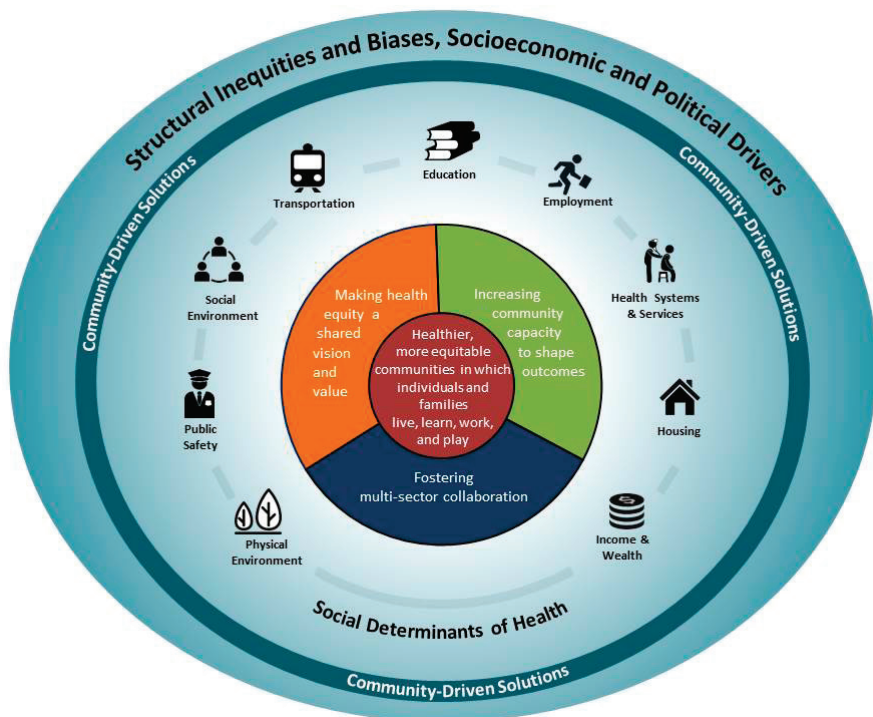 Structural Inequities and Biases, Socioeconomic and Political Drivers
Community-Driven Solutions
Community-Driven Solutions
Education
Transportation
Employment
Social
Environment
Health Systems
& Services
Public
Safety
Housing
Physical
Environment
Income &
Wealth
Making health
equity a
shared
vision
and
value
Increasing
community
capacity
to shape
outcomes
Healthier,
more equitable
communities in which
individuals and
families
live, learn, work,
and play
Fostering
multi-sector collaboration
Social Determinants of Health
Community-Driven Solutions